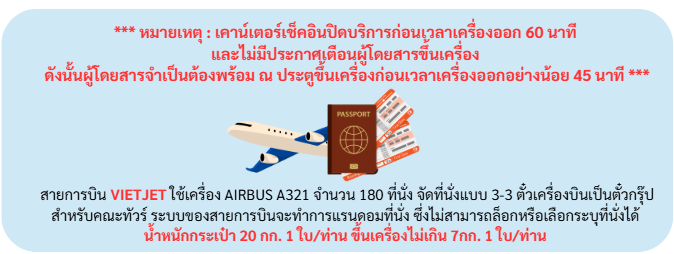 *** หมายเหตุ : เคาน์เตอร์เช็คอินปิดบริการก่อนเวลาเครื่องออก 60 นาที
และไม่มีประกาศเตือนผู้โดยสารขึ้นเครื่อง
ดังนั้นผู้โดยสารจำเป็นต้องพร้อม ณ ประตูขึ้นเครื่องก่อนเวลาเครื่องออกอย่างน้อย 45 นาที ***
PASSPORT
สายการบิน VIETJET ใช้เครื่อง AIRBUS A321 จำนวน 180 ที่นั่ง จัดที่นั่งแบบ 3-3 ตั๋วเครื่องบินเป็นตั๋วกรุ๊ป
สำหรับคณะทัวร์ ระบบของสายการบินจะทำการแรนดอมที่นั่ง ซึ่งไม่สามารถล็อกหรือเลือกระบุที่นั่งได้
น้ำหนักกระเป๋า 20 กก. 1 ใบ/ท่าน ขึ้นเครื่องไม่เกิน 7กก. 1 ใบ/ท่าน